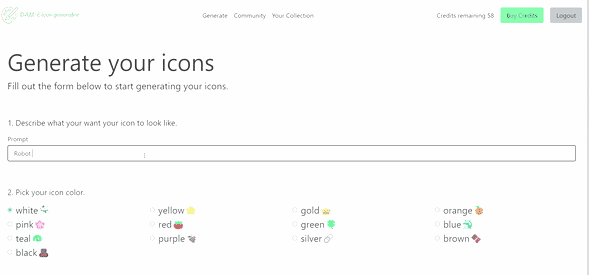 DALL-E icon generator
Generate Community Your Collection
Credits remaining 58
Buy Credits
Logout
Generate your icons
Fill out the form below to start generating your icons.
1. Describe what your want your icon to look like.
Prompt
Robot
2. Pick your icon color.
white yellow gold orange
pink red green blue
teal purple silver brown
black